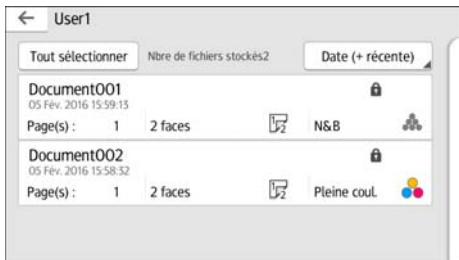 User1
Tout sélectionner Nbre de fichiers stockés2 Date (+ récente)
Document001
05 Fév. 2016 15:59:13
Page(s) : 1 2 faces N&B
Document002
05 Fév. 2016 15:58:32
Page(s) : 1 2 faces Pleine coul.